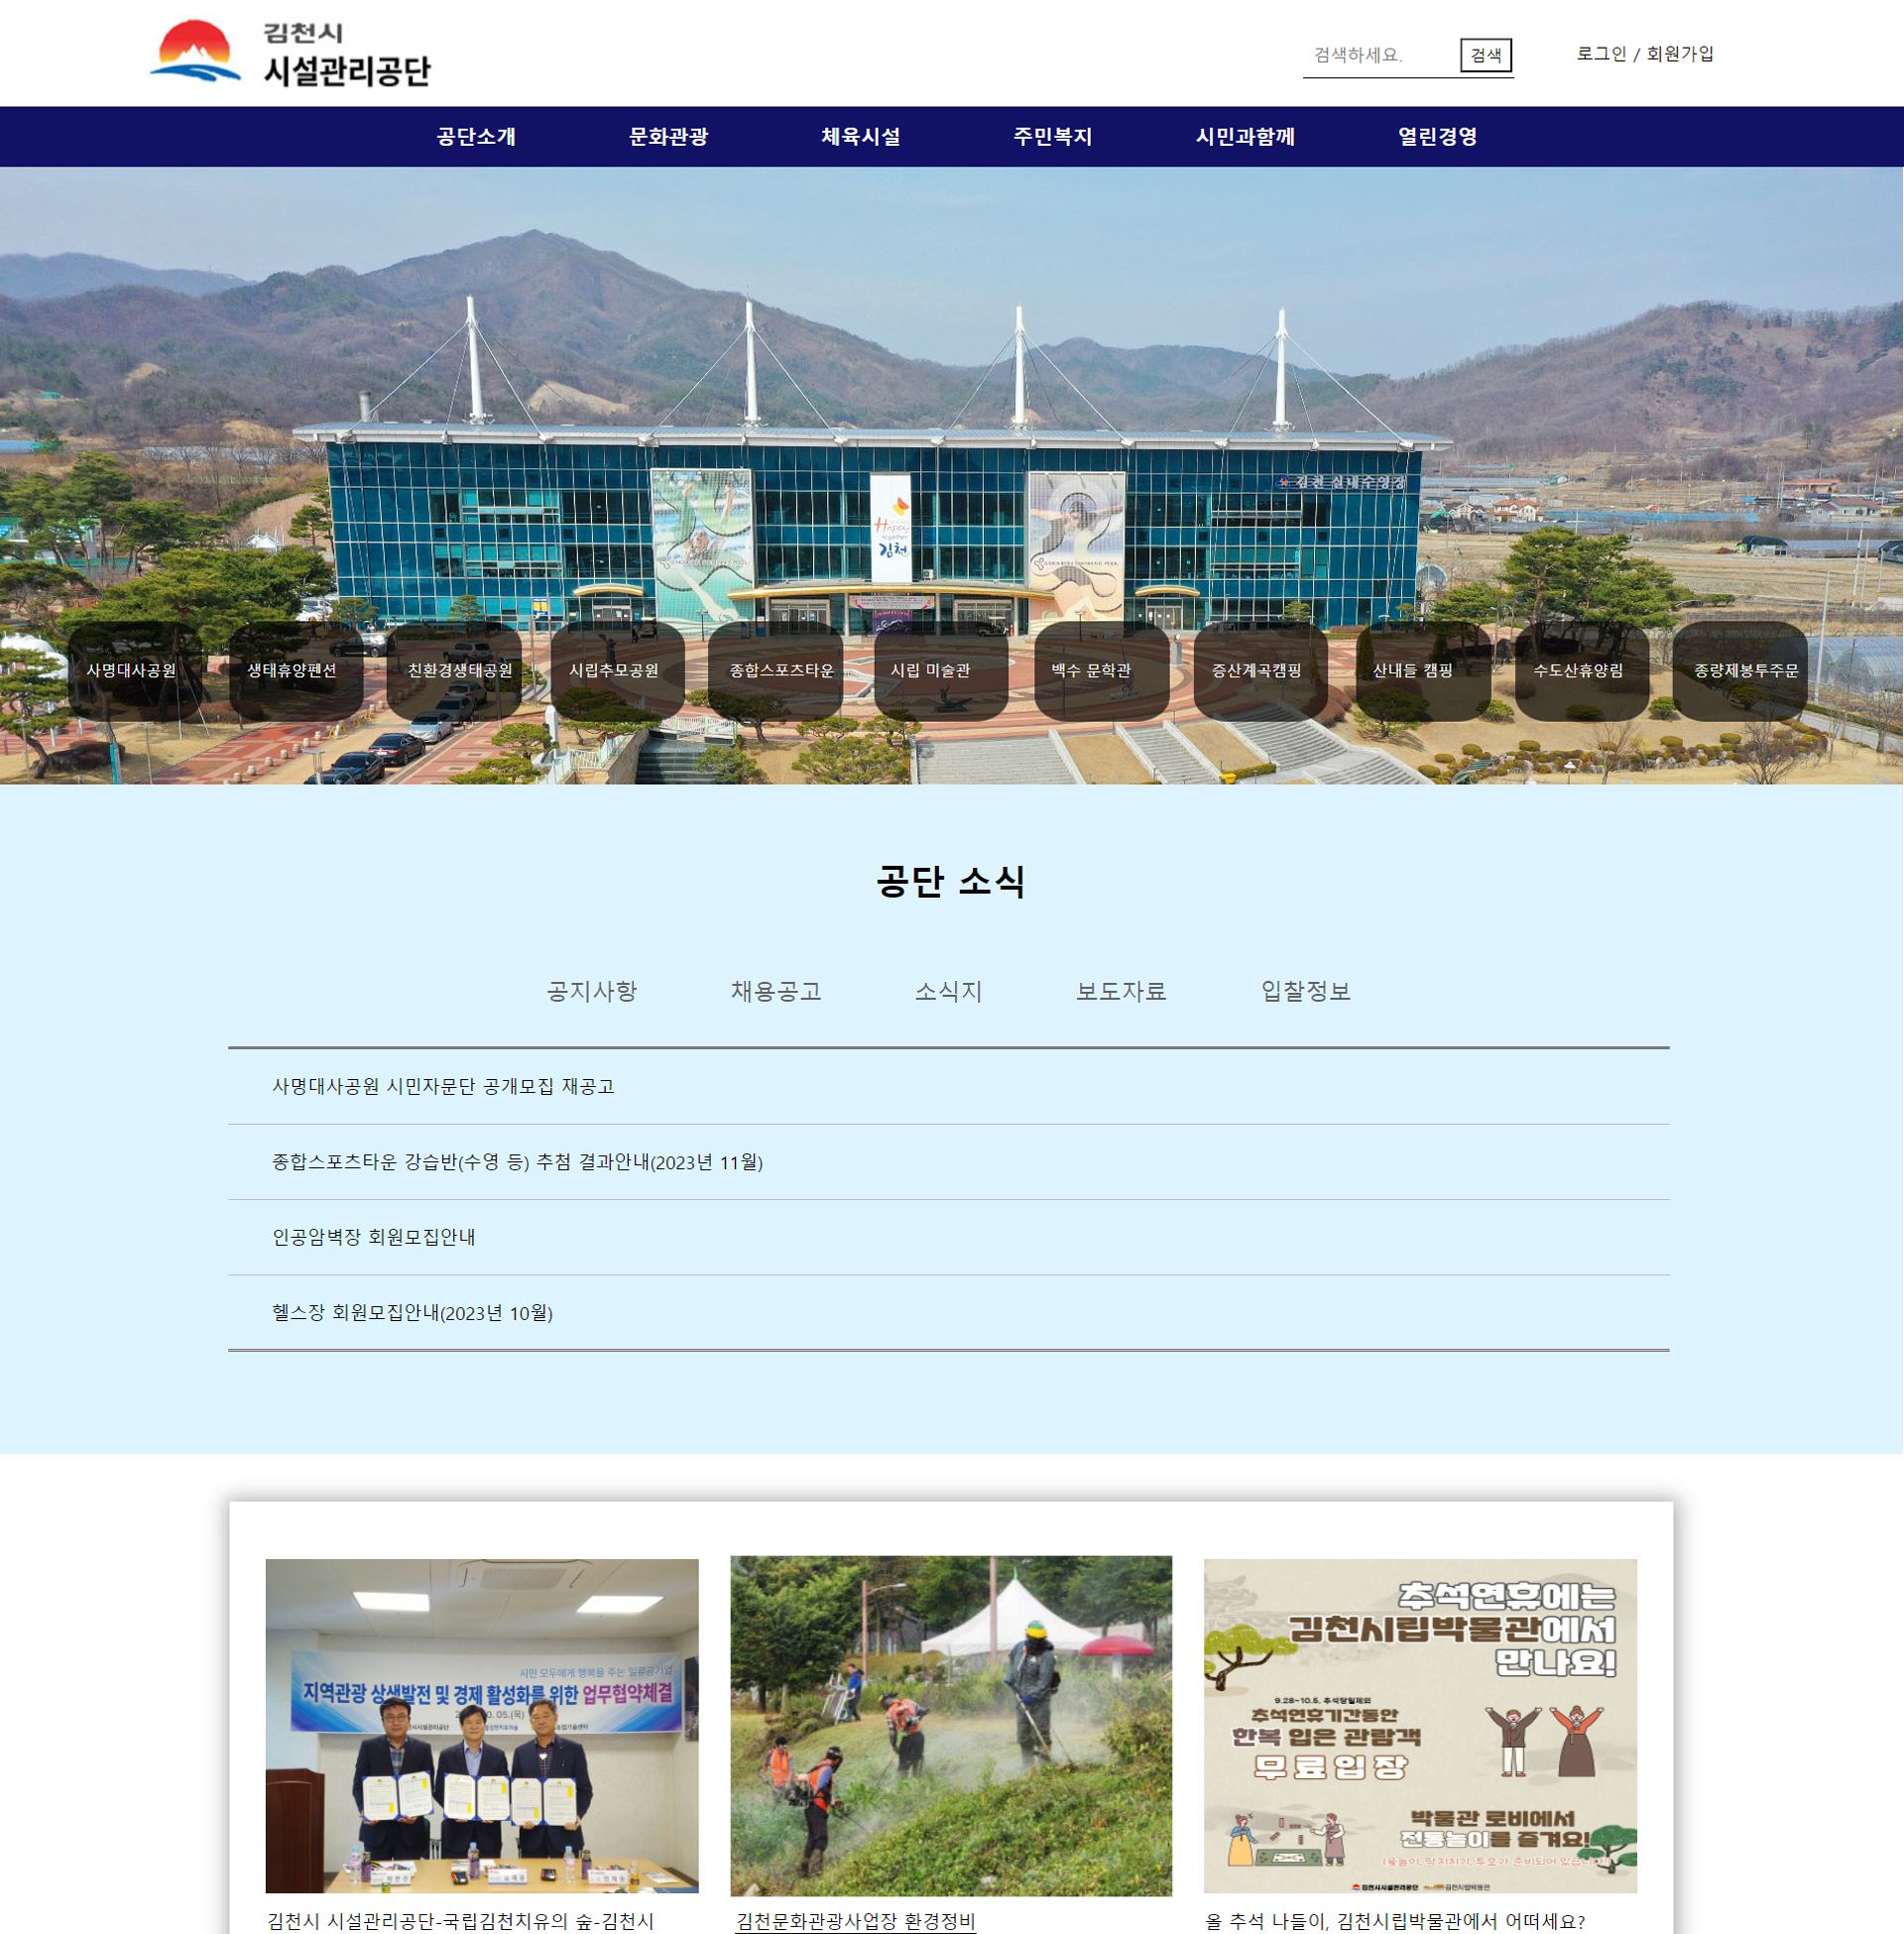 김천시
시설관리공단
검색하세요.
검색
로그인 / 회원가입
공단소개
문화관광
체육시설
주민복지
시민과함께
열린경영
김천실내수영장
Happy
together
김천
사명대사공원
생태휴양펜션
친환경생태공원
시립추모공원
종합스포츠타운
시립 미술관
백수 문학관
증산계곡캠핑
산내들 캠핑
수도산휴양림
종량제봉투주문
공단 소식
공지사항
채용공고
소식지
보도자료
입찰정보
사명대사공원 시민자문단 공개모집 재공고
종합스포츠타운 강습반(수영 등) 추첨 결과안내(2023년 11월)
인공암벽장 회원모집안내
헬스장 회원모집안내(2023년 10월)
시민 모두에게 행복을 주는 일류공기업
지역관광 상생발전 및 경제 활성화를 위한 업무협약체결
05.(목)
추석연휴에는
김천시립박물관에서
만나요!
9.28~10.5. 추석당일제외
추석연휴기간동안
한복 입은 관람객
무료입장
박물관 로비에서
전통놀이를 즐겨요!
(윷놀이, 딱지치기, 투호가 준비되어 있습니다)
김천시시설관리공단
김천시립박물관
김천시 시설관리공단-국립김천치유의 숲-김천시
김천문화관광사업장 환경정비
올 추석 나들이, 김천시립박물관에서 어떠세요?